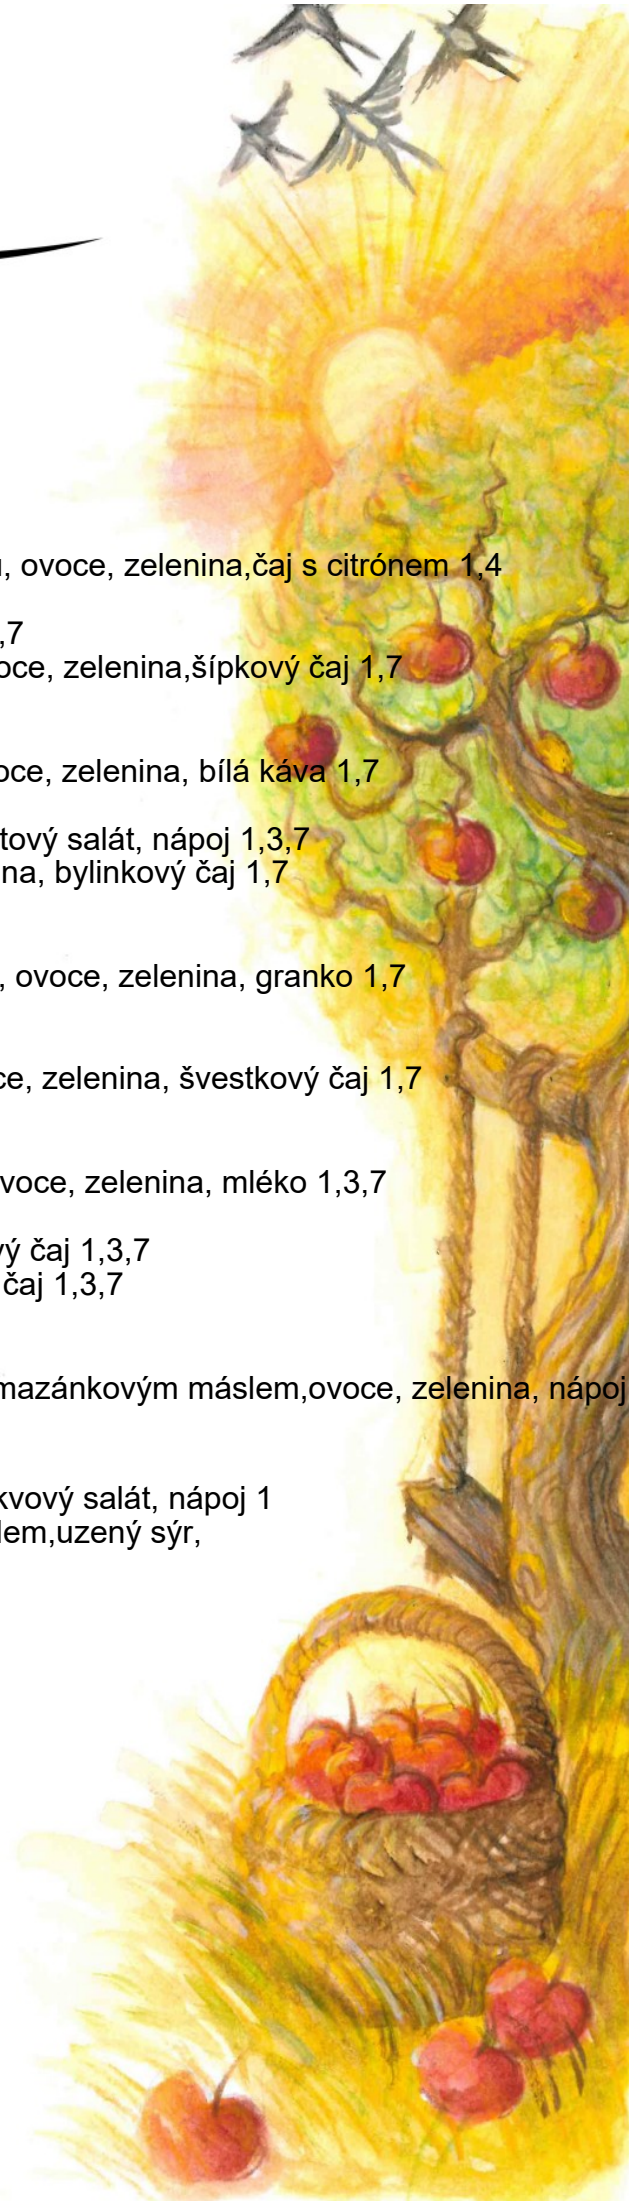 , ovoce, zelenina,čaj s citrónem 1,4
,7
oce, zelenina,šípkový čaj 1,7
oce, zelenina, bílá káva 1,7
tový salát, nápoj 1,3,7
na, bylinkový čaj 1,7
, ovoce, zelenina, granko 1,7
ce, zelenina, švestkový čaj 1,7
voce, zelenina, mléko 1,3,7
vý čaj 1,3,7
čaj 1,3,7
mazánkovým máslem,ovoce, zelenina, nápoj
kvový salát, nápoj 1
lem,uzený sýr,